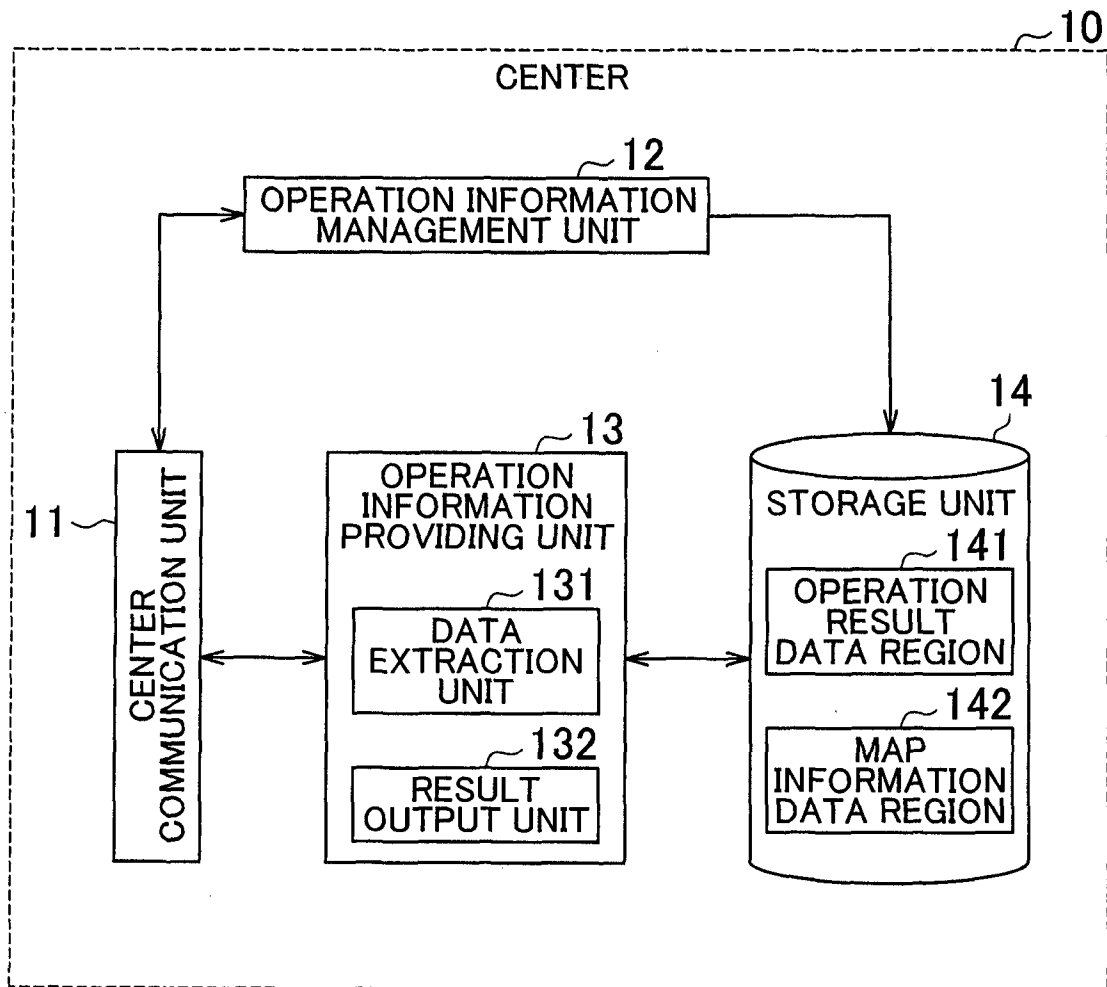 10
CENTER
12
OPERATION INFORMATION
MANAGEMENT UNIT
11
CENTER
COMMUNICATION UNIT
13
OPERATION
INFORMATION
PROVIDING UNIT
131
DATA
EXTRACTION
UNIT
132
RESULT
OUTPUT UNIT
14
STORAGE UNIT
141
OPERATION
RESULT
DATA REGION
142
MAP
INFORMATION
DATA REGION